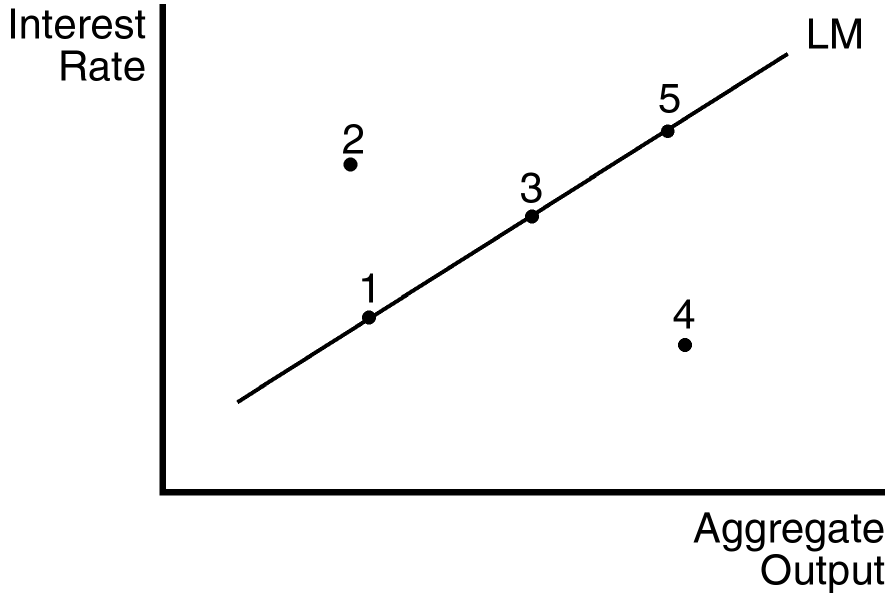 Interest
Rate
LM
5
2
3
1
4
Aggregate
Output